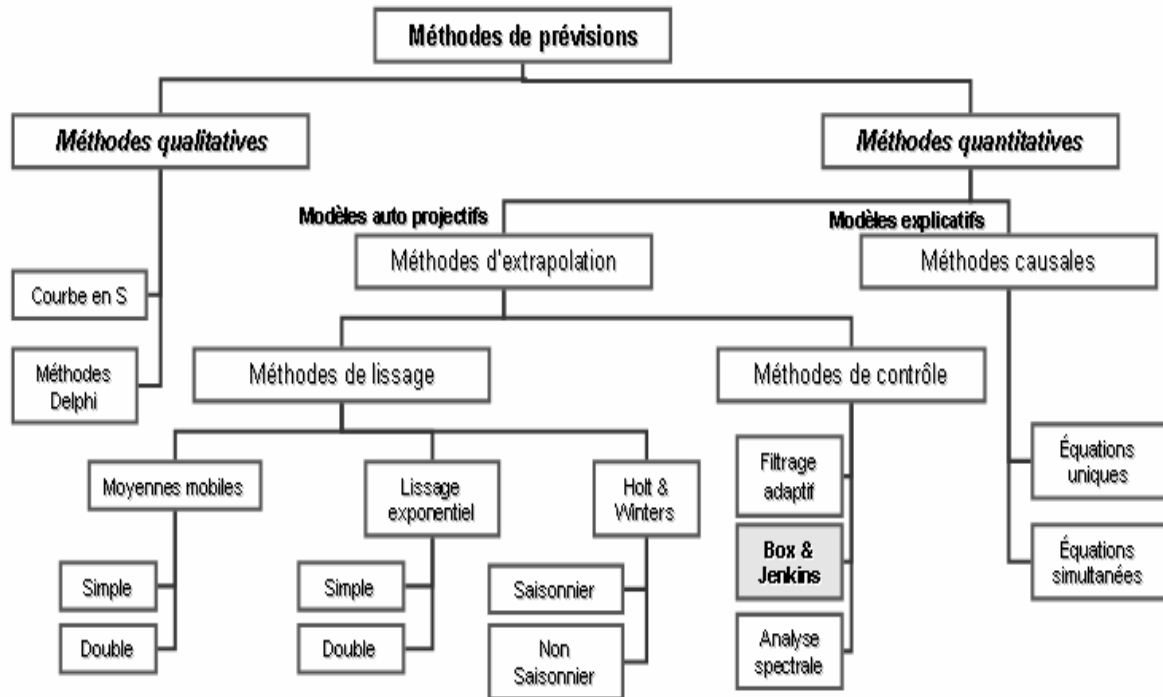 Méthodes de prévisions
Méthodes qualitatives
Méthodes quantitatives
Modèles auto projectifs
Modèles explicatifs
Méthodes d'extrapolation
Méthodes causales
Courbe en S
Méthodes
Delphi
Méthodes de lissage
Méthodes de contrôle
Moyennes mobiles
Lissage
exponentiel
Holt &
Winters
Filtrage
adaptif
Équations
uniques
Box &
Jenkins
Équations
simultanées
Simple
Simple
Saisonnier
Double
Double
Non
Saisonnier
Analyse
spectrale